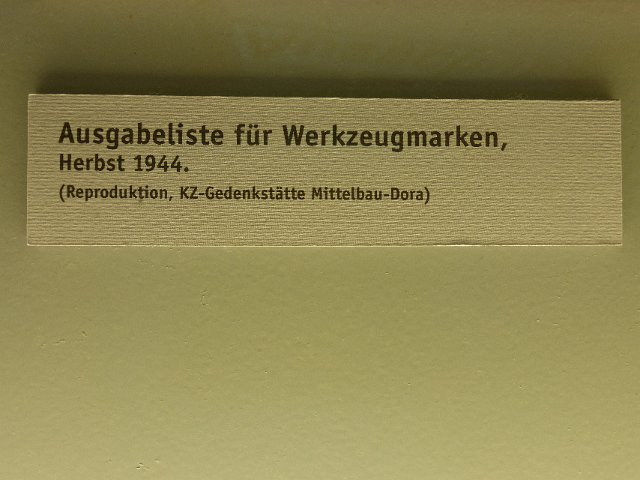 Ausgabeliste für Werkzeugmarken,
Herbst 1944.
(Reproduktion, KZ-Gedenkstätte Mittelbau-Dora)